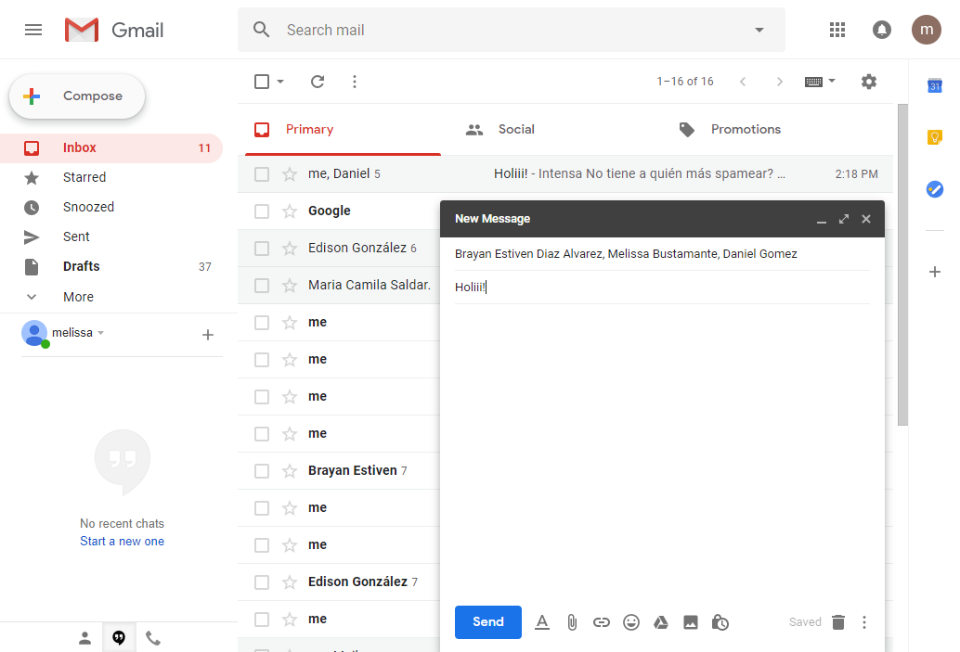 Gmail
Search mail
m
Compose
1–16 of 16
31
Primary
Social
Promotions
Inbox 11
Starred
Snoozed
Sent
Drafts 37
More
melissa
No recent chats
Start a new one
me, Daniel 5 Holiii! - Intensa No tiene a quién más spamear? ... 2:18 PM
Google
Edison González 6
Maria Camila Saldar.
me
me
me
me
Brayan Estiven 7
me
me
Edison González 7
me
New Message
Brayan Estiven Diaz Alvarez, Melissa Bustamante, Daniel Gomez
Holiii!
Send
Saved